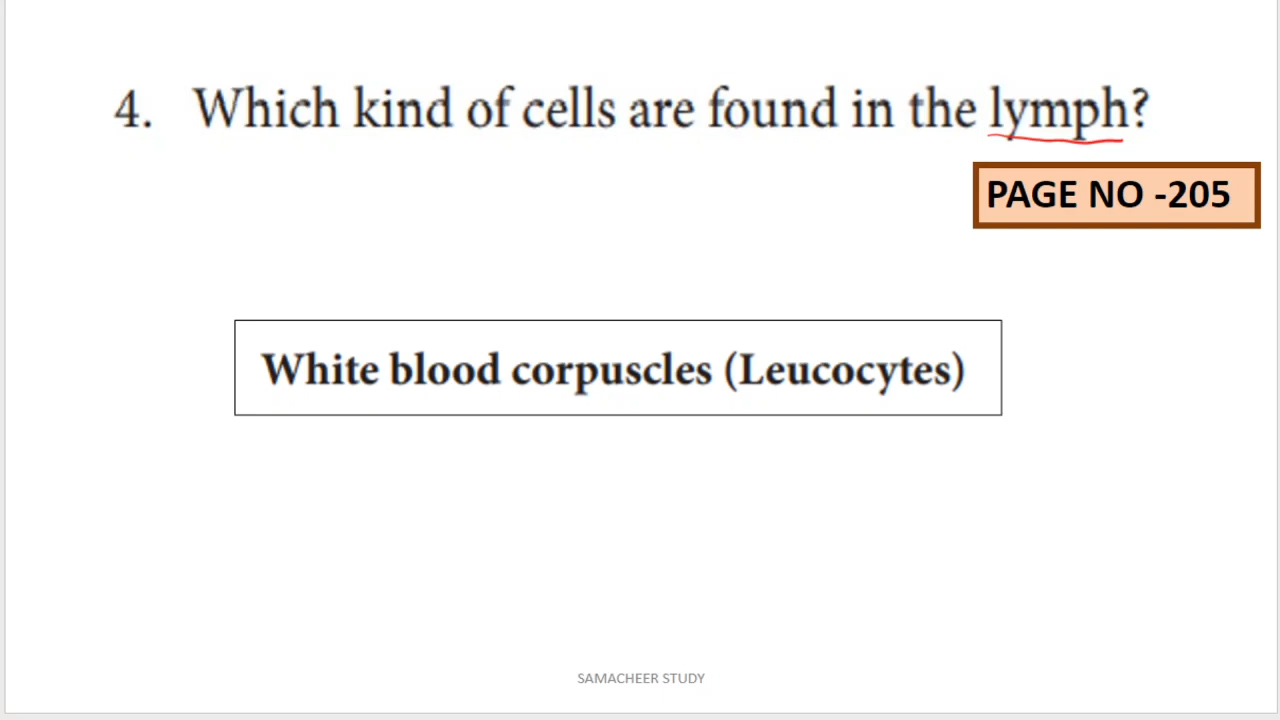 4. Which kind of cells are found in the lymph?
PAGE NO -205
White blood corpuscles (Leucocytes)
SAMACHEER STUDY